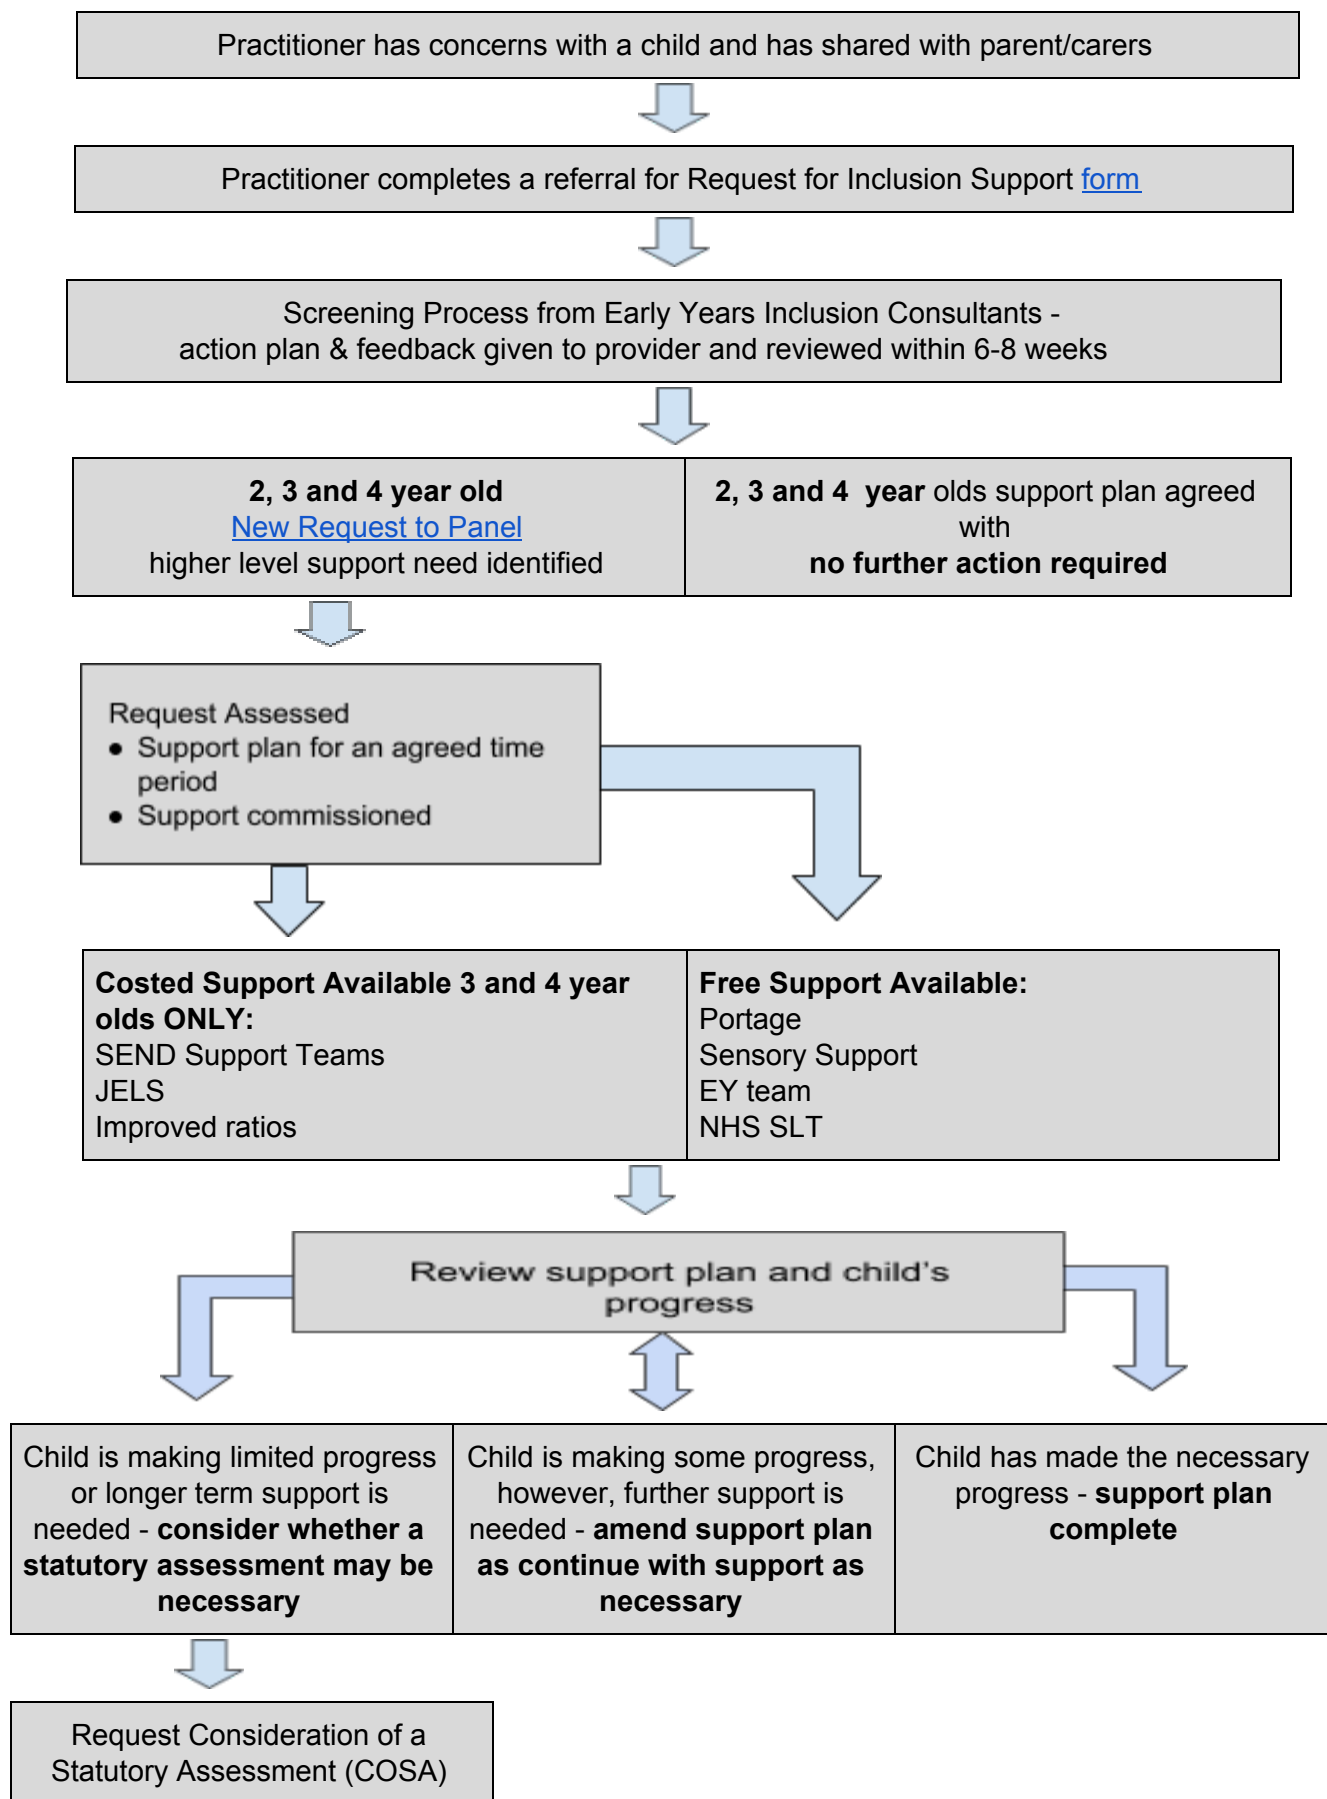 Practitioner has concerns with a child and has shared with parent/carers
Practitioner completes a referral for Request for Inclusion Support form
Screening Process from Early Years Inclusion Consultants -
action plan & feedback given to provider and reviewed within 6-8 weeks
2, 3 and 4 year old
New Request to Panel
higher level support need identified
2, 3 and 4  year olds support plan agreed
with
no further action required
Request Assessed
● Support plan for an agreed time
period
● Support commissioned
Costed Support Available 3 and 4 year
olds ONLY:
SEND Support Teams
JELS
Improved ratios
Free Support Available:
Portage
Sensory Support
EY team
NHS SLT
Review support plan and child's
progress
Child is making limited progress
or longer term support is
needed - consider whether a
statutory assessment may be
necessary
Child is making some progress,
however, further support is
needed - amend support plan
as continue with support as
necessary
Child has made the necessary
progress - support plan
complete
Request Consideration of a
Statutory Assessment (COSA)